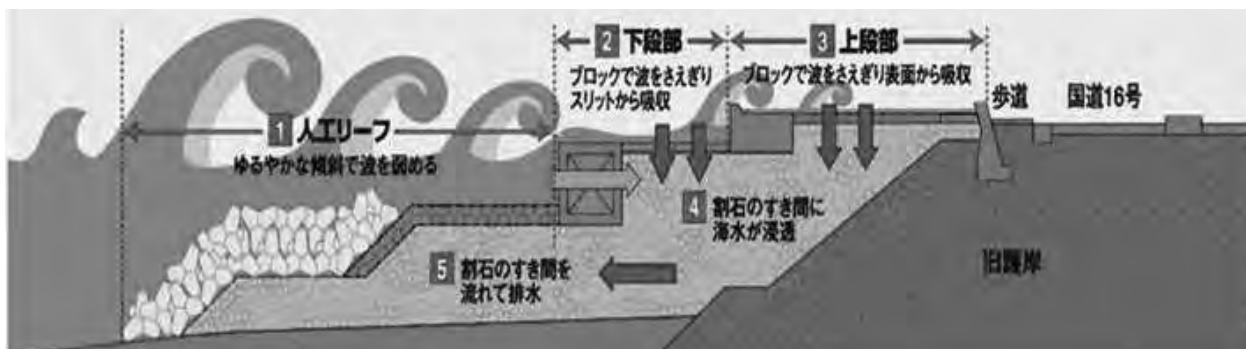 1 人工リーフ
ゆるやかな傾斜で波を弱める
2 下段部
ブロックで波をさえぎり
スリットから吸収
3 上段部
ブロックで波をさえぎり表面から吸収
歩道
国道16号
4 割石のすき間に
海水が浸透
5 割石のすき間を
流れて排水
旧護岸